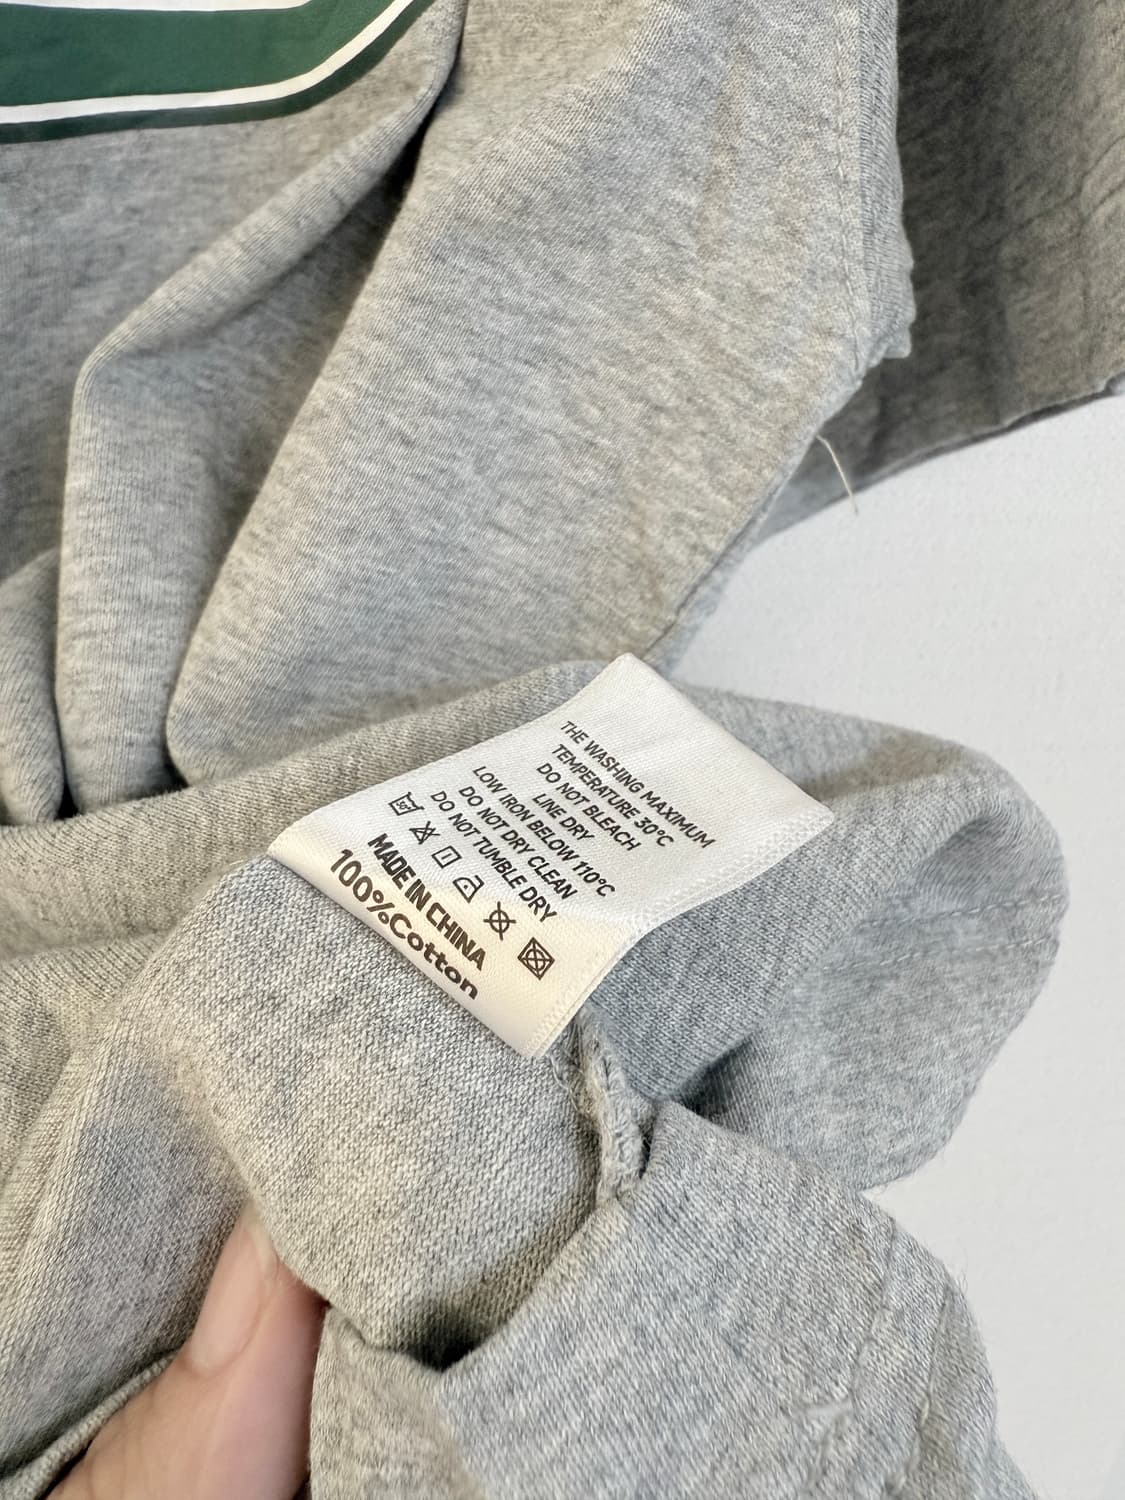 THE WASHING MAXIMUM
TEMPERATURE 30°C
DO NOT BLEACH
LINE DRY
LOW IRON BELOW 110°C
DO NOT DRY CLEAN
DO NOT TUMBLE DRY
MADE IN CHINA
100%Cotton